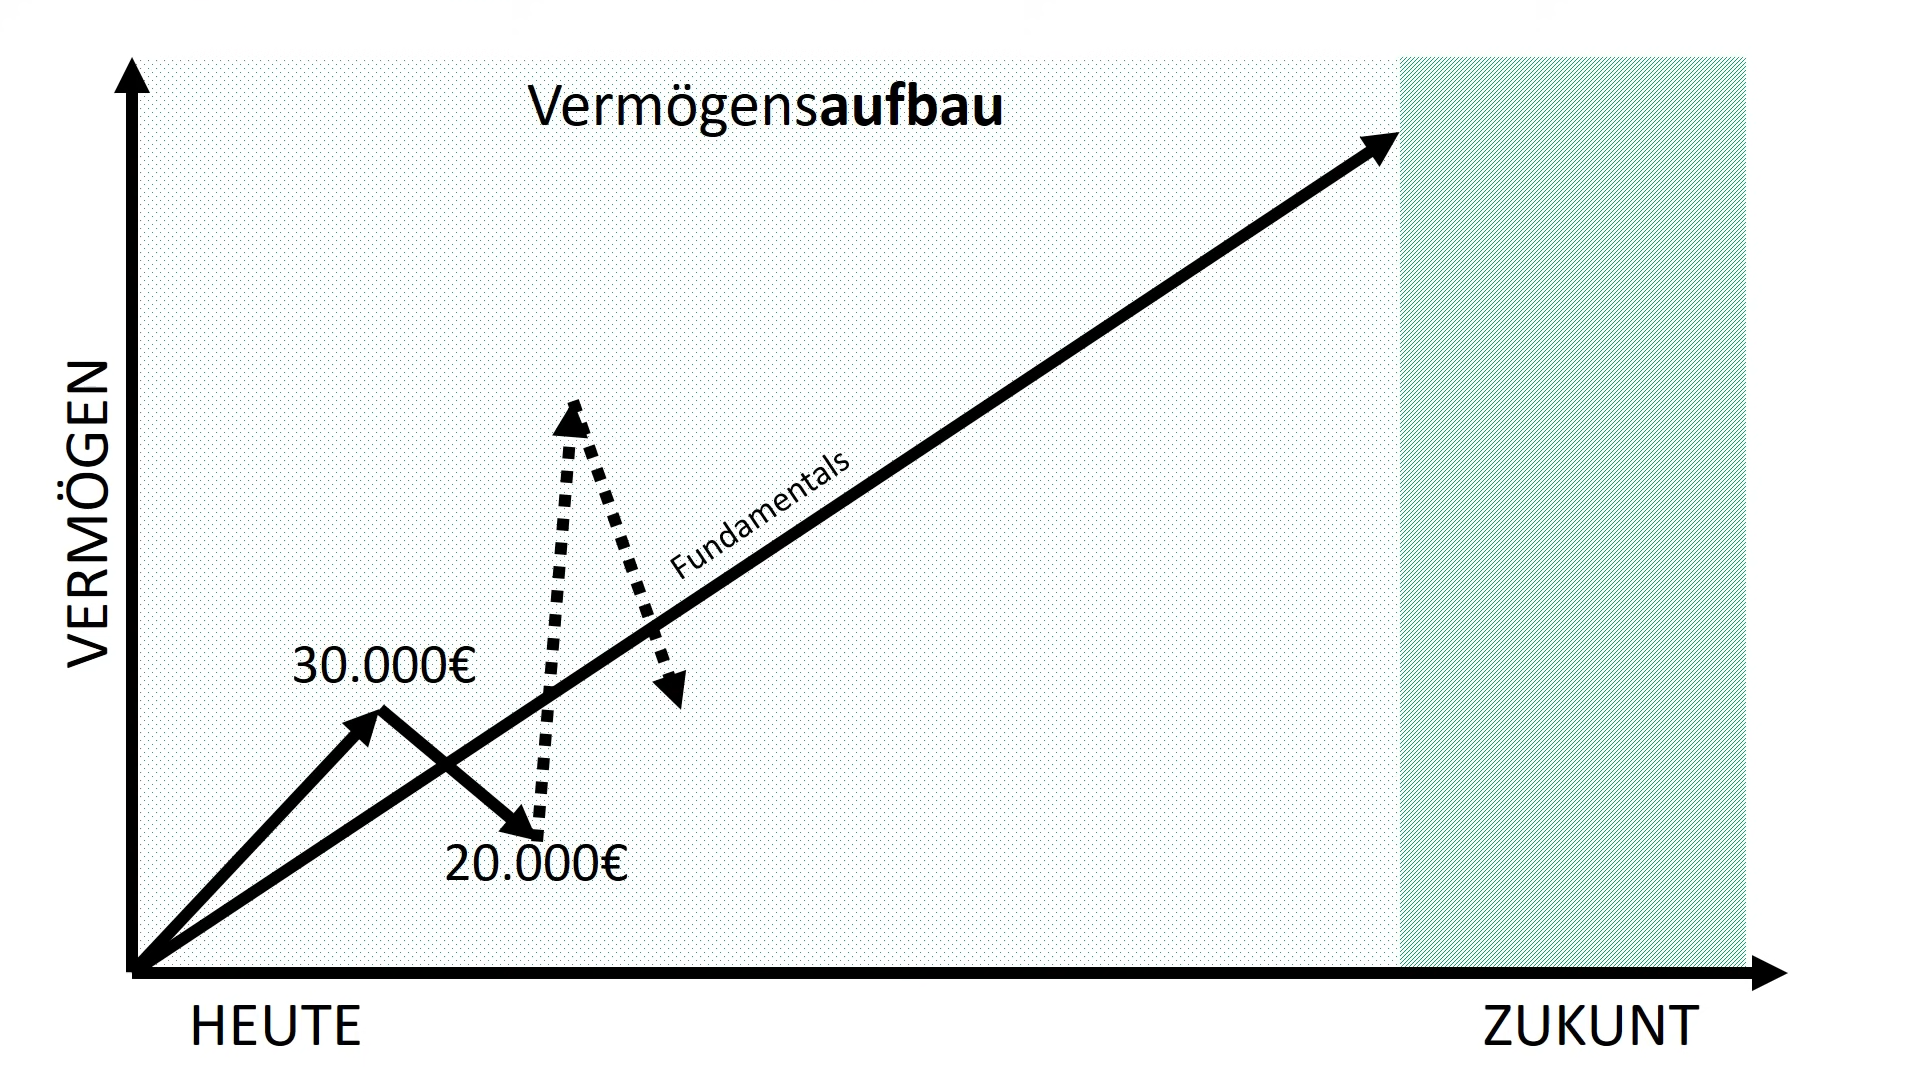 Vermögensaufbau
VERMÖGEN
Fundamentals
30.000€
20.000€
HEUTE
ZUKUNT